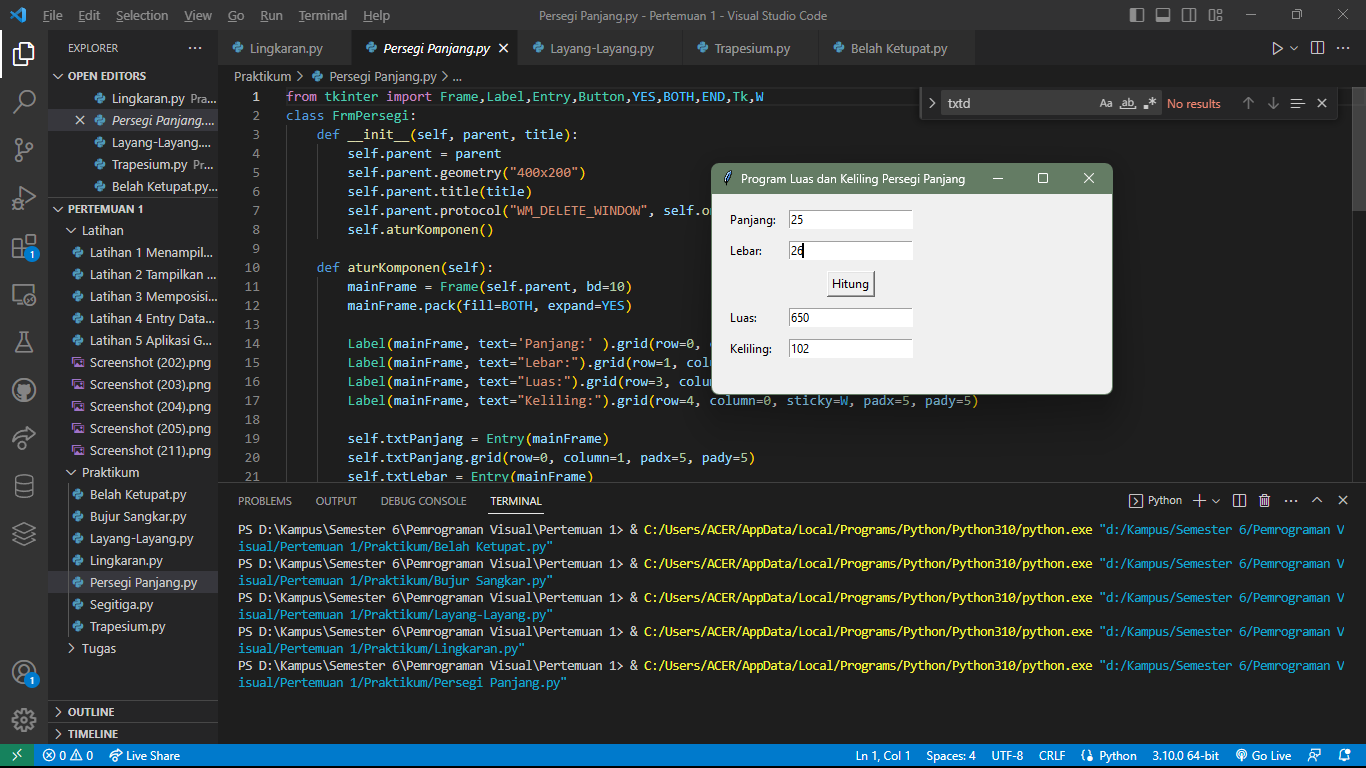 File Edit Selection View Go Run Terminal Help Persegi Panjang.py - Pertemuan 1 - Visual Studio Code
EXPLORER
OPEN EDITORS
Lingkaran.py Pra...
Persegi Panjang....
Layang-Layang....
Trapesium.py Pr...
Belah Ketupat.py...
PERTEMUAN 1
Latihan
Latihan 1 Menampil...
Latihan 2 Tampilkan ...
Latihan 3 Memposisi...
Latihan 4 Entry Data...
Latihan 5 Aplikasi G...
Screenshot (202).png
Screenshot (203).png
Screenshot (204).png
Screenshot (205).png
Screenshot (211).png
Praktikum
Belah Ketupat.py
Bujur Sangkar.py
Layang-Layang.py
Lingkaran.py
Persegi Panjang.py
Segitiga.py
Trapesium.py
Tugas
OUTLINE
TIMELINE
1
1
Lingkaran.py Persegi Panjang.py Layang-Layang.py Trapesium.py Belah Ketupat.py
Praktikum > Persegi Panjang.py > ...
txtd Aa ab No results
1 from tkinter import Frame,Label,Entry,Button,YES,BOTH,END,Tk,W
2 class FrmPersegi:
3 def __init__(self, parent, title):
4 self.parent = parent
5 self.parent.geometry("400x200")
6 self.parent.title(title)
7 self.parent.protocol("WM_DELETE_WINDOW", self.on
8 self.aturKomponen()
9
10 def aturKomponen(self):
11 mainFrame = Frame(self.parent, bd=10)
12 mainFrame.pack(fill=BOTH, expand=YES)
13
14 Label(mainFrame, text='Panjang:' ).grid(row=0,
15 Label(mainFrame, text="Lebar:").grid(row=1, col
16 Label(mainFrame, text="Luas:").grid(row=3, colu
17 Label(mainFrame, text="Keliling:").grid(row=4, column=0, sticky=W, padx=5, pady=5)
18
19 self.txtPanjang = Entry(mainFrame)
20 self.txtPanjang.grid(row=0, column=1, padx=5, pady=5)
21 self.txtLebar = Entry(mainFrame)
Program Luas dan Keliling Persegi Panjang
Panjang: 25
Lebar: 26
Hitung
Luas: 650
Keliling: 102
PROBLEMS OUTPUT DEBUG CONSOLE TERMINAL Python
PS D:\Kampus\Semester 6\Pemrograman Visual\Pertemuan 1> & C:/Users/ACER/AppData/Local/Programs/Python/Python310/python.exe "d:/Kampus/Semester 6/Pemrograman V
isual/Pertemuan 1/Praktikum/Belah Ketupat.py"
PS D:\Kampus\Semester 6\Pemrograman Visual\Pertemuan 1> & C:/Users/ACER/AppData/Local/Programs/Python/Python310/python.exe "d:/Kampus/Semester 6/Pemrograman V
isual/Pertemuan 1/Praktikum/Bujur Sangkar.py"
PS D:\Kampus\Semester 6\Pemrograman Visual\Pertemuan 1> & C:/Users/ACER/AppData/Local/Programs/Python/Python310/python.exe "d:/Kampus/Semester 6/Pemrograman V
isual/Pertemuan 1/Praktikum/Layang-Layang.py"
PS D:\Kampus\Semester 6\Pemrograman Visual\Pertemuan 1> & C:/Users/ACER/AppData/Local/Programs/Python/Python310/python.exe "d:/Kampus/Semester 6/Pemrograman V
isual/Pertemuan 1/Praktikum/Lingkaran.py"
PS D:\Kampus\Semester 6\Pemrograman Visual\Pertemuan 1> & C:/Users/ACER/AppData/Local/Programs/Python/Python310/python.exe "d:/Kampus/Semester 6/Pemrograman V
isual/Pertemuan 1/Praktikum/Persegi Panjang.py"
0 0 Live Share Ln 1, Col 1 Spaces: 4 UTF-8 CRLF Python 3.10.0 64-bit Go Live